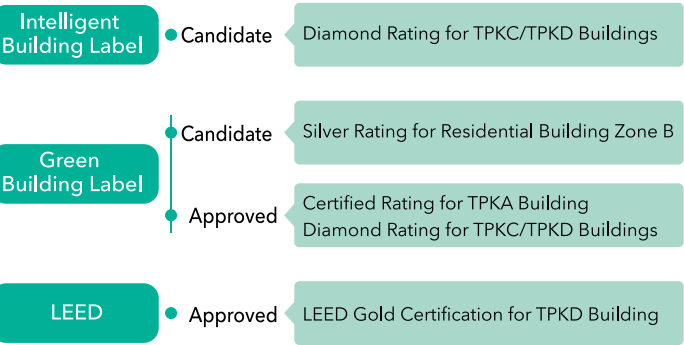 Intelligent
Building Label
Candidate
Diamond Rating for TPKC/TPKD Buildings
Green
Building Label
Candidate
Silver Rating for Residential Building Zone B
Approved
Certified Rating for TPKA Building
Diamond Rating for TPKC/TPKD Buildings
LEED
Approved
LEED Gold Certification for TPKD Building